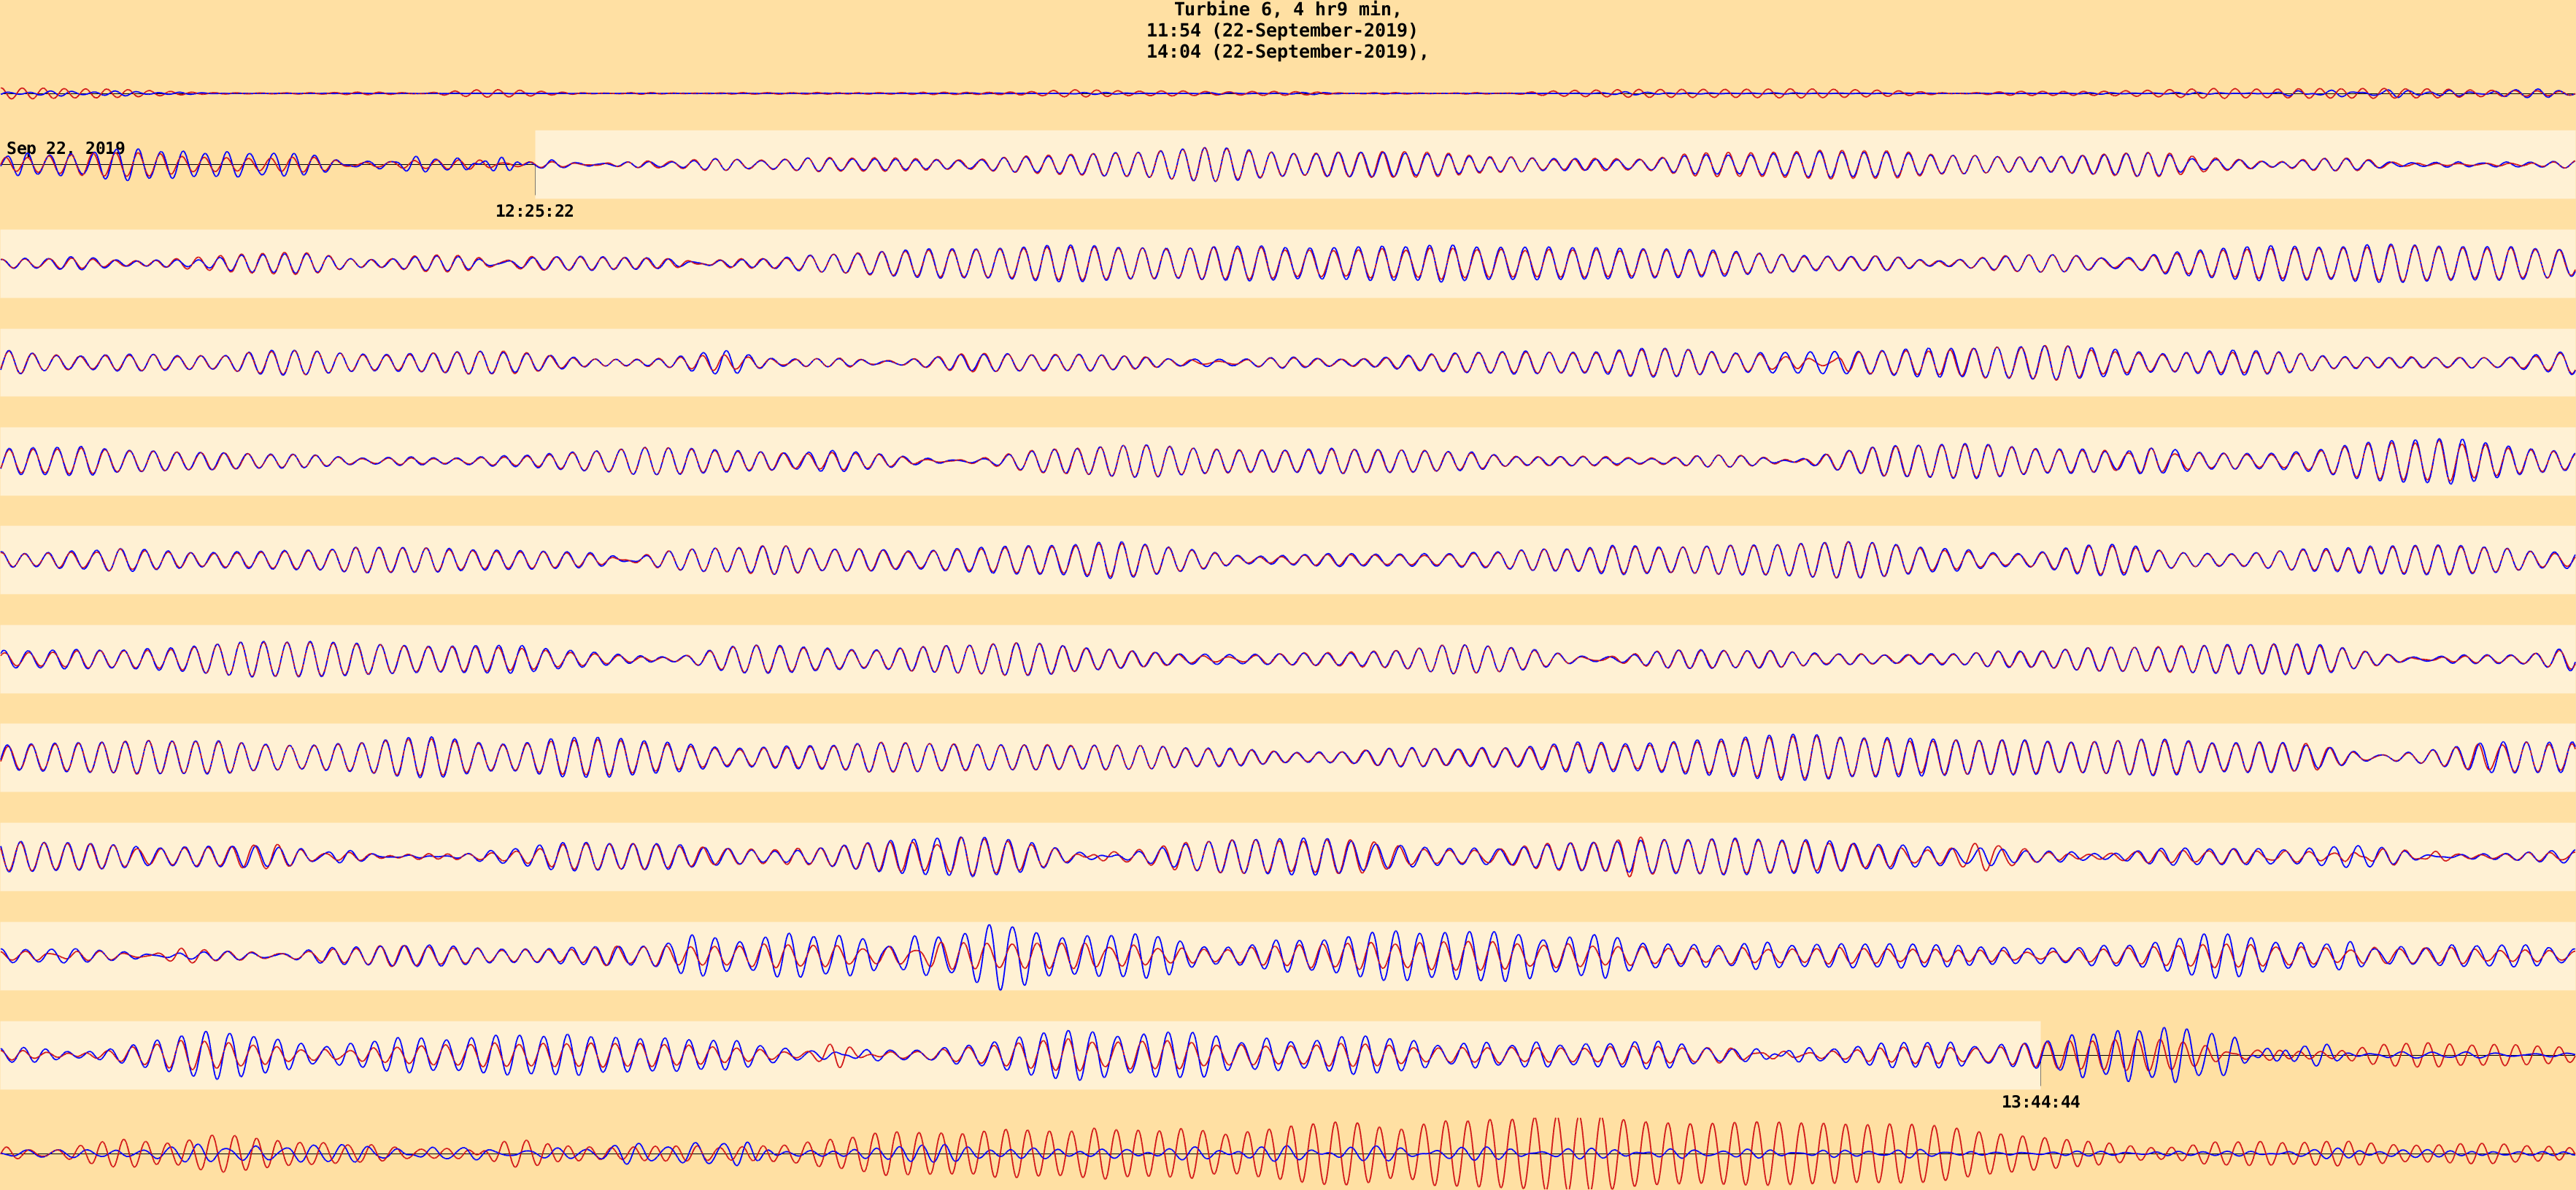 Turbine 6, 4 hr9 min,
11:54 (22-September-2019)
14:04 (22-September-2019),
Sep 22, 2019
12:25:22
13:44:44